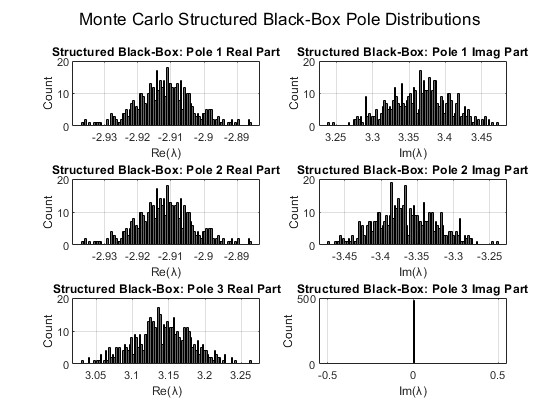 Monte Carlo Structured Black-Box Pole Distributions
Structured Black-Box: Pole 1 Real Part
Count
20
10
0
-2.93 -2.92 -2.91 -2.9 -2.89
Re(λ)
Structured Black-Box: Pole 1 Imag Part
Count
20
10
0
3.25 3.3 3.35 3.4 3.45
Im(λ)
Structured Black-Box: Pole 2 Real Part
Count
20
10
0
-2.93 -2.92 -2.91 -2.9 -2.89
Re(λ)
Structured Black-Box: Pole 2 Imag Part
Count
20
10
0
-3.45 -3.4 -3.35 -3.3 -3.25
Im(λ)
Structured Black-Box: Pole 3 Real Part
Count
20
10
0
3.05 3.1 3.15 3.2 3.25
Re(λ)
Structured Black-Box: Pole 3 Imag Part
Count
500
0
-0.5 0 0.5
Im(λ)